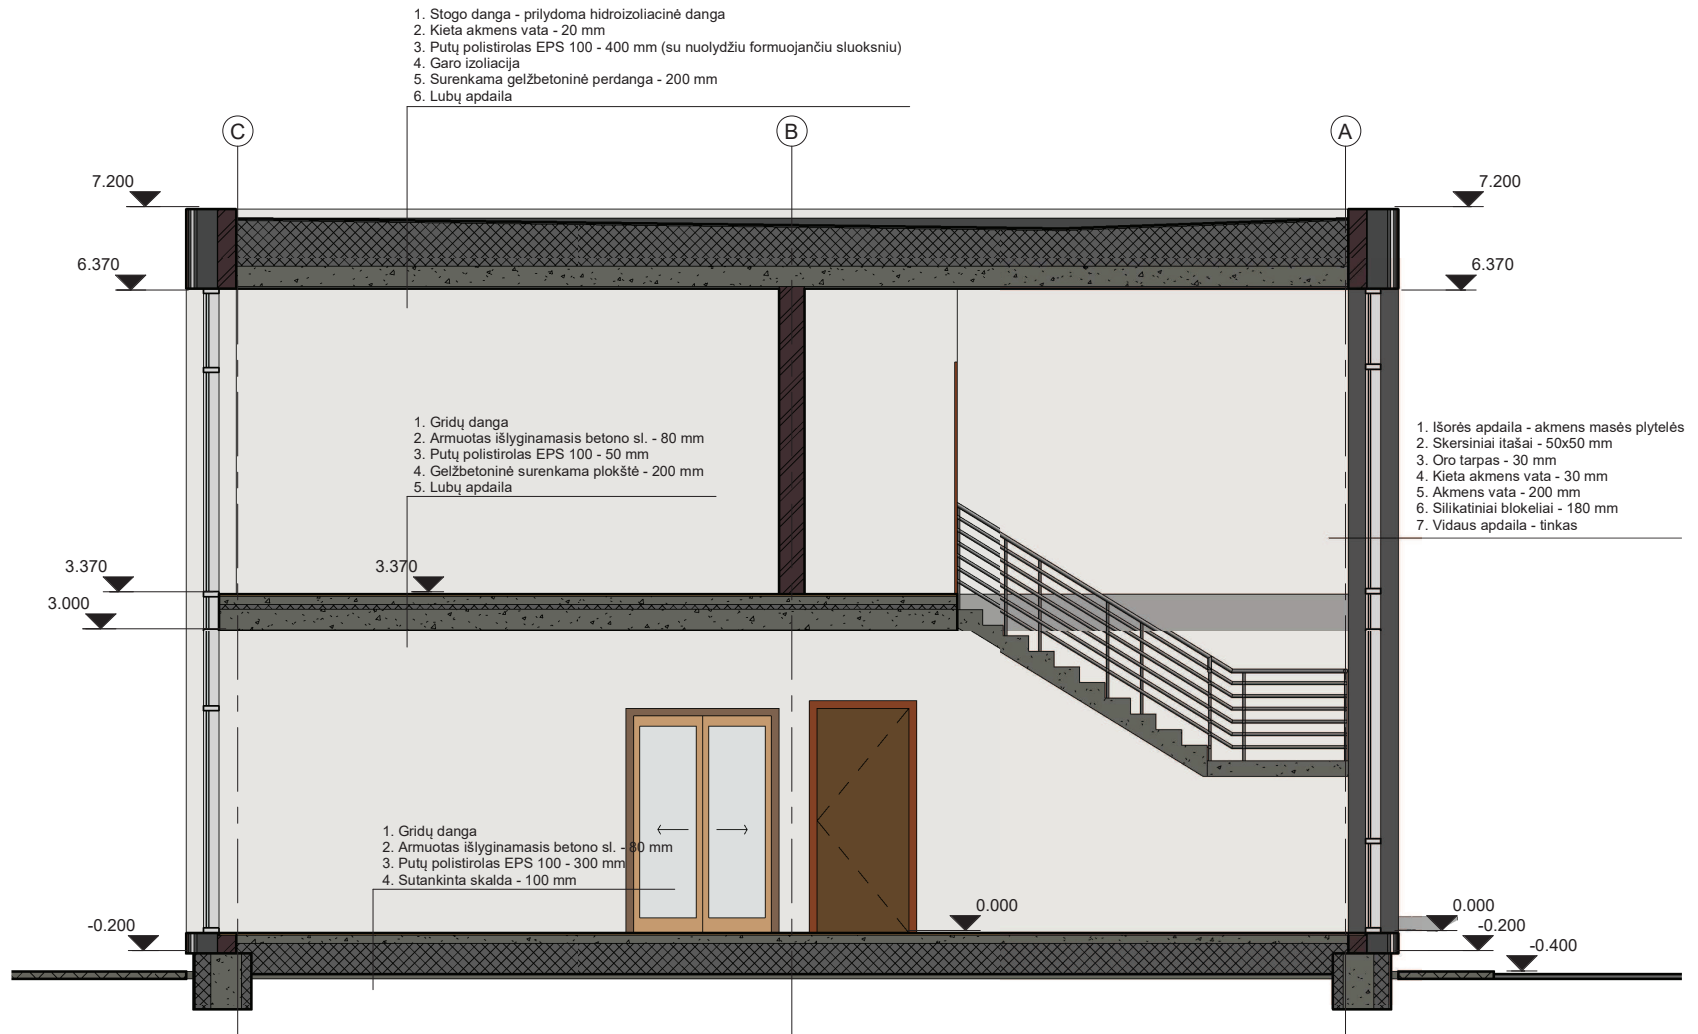 1. Stogo danga - prilydoma hidroizoliacinė danga
2. Kieta akmens vata - 20 mm
3. Putų polistirolas EPS 100 - 400 mm (su nuolydžiu formuojančiu sluoksniu)
4. Garo izoliacija
5. Surenkama gelžbetoninė perdanga - 200 mm
6. Lubų apdaila
C
B
A
7.200
7.200
6.370
6.370
1. Gridų danga
2. Armuotas išlyginamasis betono sl. - 80 mm
3. Putų polistirolas EPS 100 - 50 mm
4. Gelžbetoninė surenkama plokštė - 200 mm
5. Lubų apdaila
1. Išorės apdaila - akmens masės plytelės
2. Skersiniai itašai - 50x50 mm
3. Oro tarpas - 30 mm
4. Kieta akmens vata - 30 mm
5. Akmens vata - 200 mm
6. Silikatiniai blokeliai - 180 mm
7. Vidaus apdaila - tinkas
3.370
3.370
3.000
1. Gridų danga
2. Armuotas išlyginamasis betono sl. - 80 mm
3. Putų polistirolas EPS 100 - 300 mm
4. Sutankinta skalda - 100 mm
0.000
0.000
-0.200
-0.200
-0.400